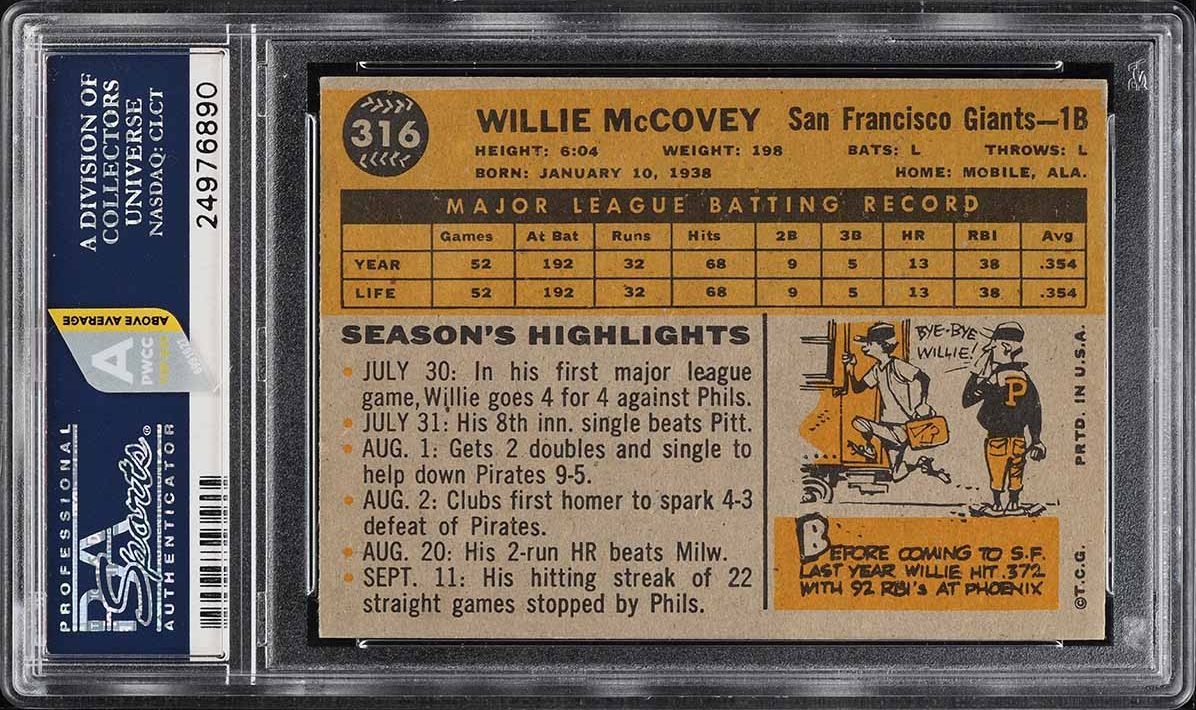 A DIVISION OF
COLLECTORS
UNIVERSE
NASDAQ: CLCT
24976890
ABOVE AVERAGE
A
PWCC
PROFESSIONAL
PSA
Sports®
AUTHENTICATOR
316
WILLIE McCOVEY San Francisco Giants—1B
HEIGHT: 6:04 WEIGHT: 198 BATS: L THROWS: L
BORN: JANUARY 10, 1938 HOME: MOBILE, ALA.
MAJOR LEAGUE BATTING RECORD
Games At Bat Runs Hits 2B 3B HR RBI Avg
YEAR 52 192 32 68 9 5 13 38 .354
LIFE 52 192 32 68 9 5 13 38 .354
SEASON'S HIGHLIGHTS
• JULY 30: In his first major league
game, Willie goes 4 for 4 against Phils.
• JULY 31: His 8th inn. single beats Pitt.
• AUG. 1: Gets 2 doubles and single to
help down Pirates 9-5.
• AUG. 2: Clubs first homer to spark 4-3
defeat of Pirates.
• AUG. 20: His 2-run HR beats Milw.
• SEPT. 11: His hitting streak of 22
straight games stopped by Phils.
BYE-BYE
WILLIE!
P
BEFORE COMING TO S.F.
LAST YEAR WILLIE HIT .372
WITH 92 RBI's AT PHOENIX
©T.C.G. PRTD. IN U.S.A.